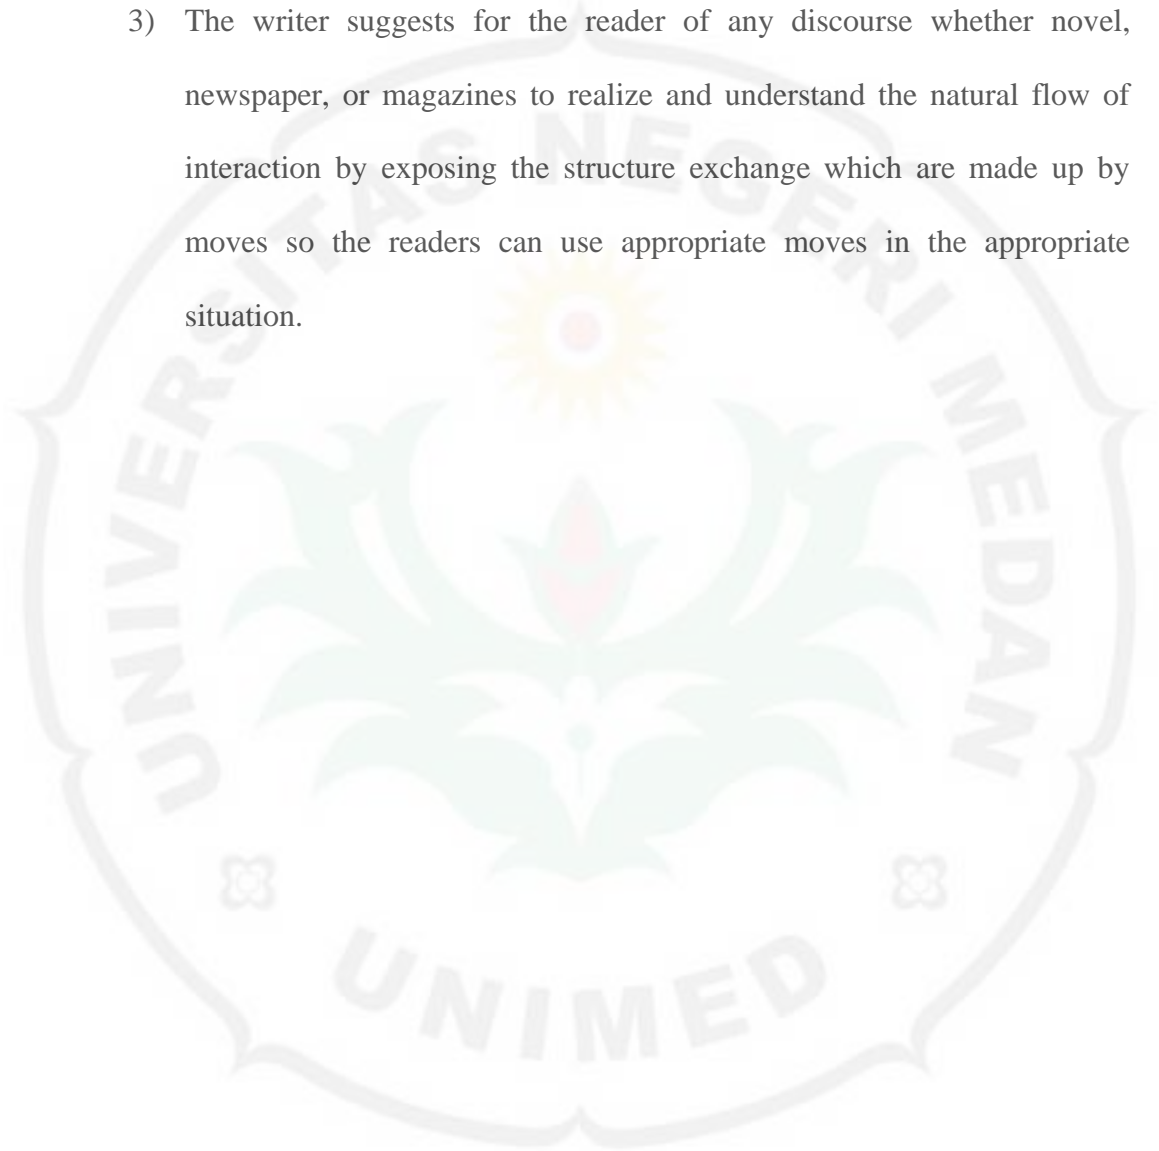 3) The writer suggests for the reader of any discourse whether novel,
newspaper, or magazines to realize and understand the natural flow of
interaction by exposing the structure exchange which are made up by
moves so the readers can use appropriate moves in the appropriate
situation.
UNIVERSITAS NEGERI MEDAN
UNIMED